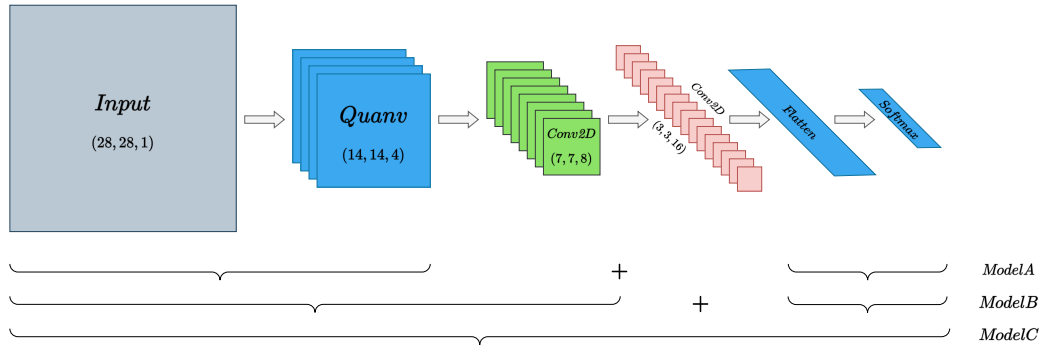 Input
(28, 28, 1)
Quanv
(14, 14, 4)
Conv2D
(7, 7, 8)
Conv2D
(3, 3, 16)
Flatten
Softmax
+
ModelA
+
ModelB
ModelC